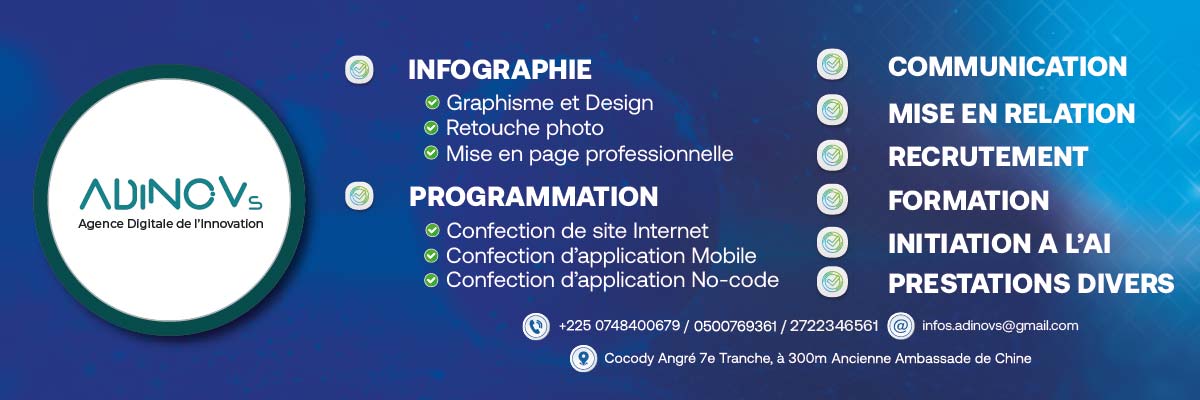 ADINOVs
Agence Digitale de l'Innovation
INFOGRAPHIE
Graphisme et Design
Retouche photo
Mise en page professionnelle
PROGRAMMATION
Confection de site Internet
Confection d'application Mobile
Confection d'application No-code
COMMUNICATION
MISE EN RELATION
RECRUTEMENT
FORMATION
INITIATION A L'AI
PRESTATIONS DIVERS
+225 0748400679 / 0500769361 / 2722346561 infos.adinovs@gmail.com
Cocody Angré 7e Tranche, à 300m Ancienne Ambassade de Chine